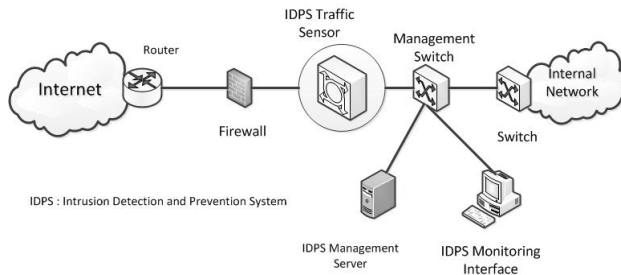 IDPS Traffic
Sensor
Management
Switch
Router
Internet
Internal
Network
Firewall
Switch
IDPS : Intrusion Detection and Prevention System
IDPS Management
Server
IDPS Monitoring
Interface